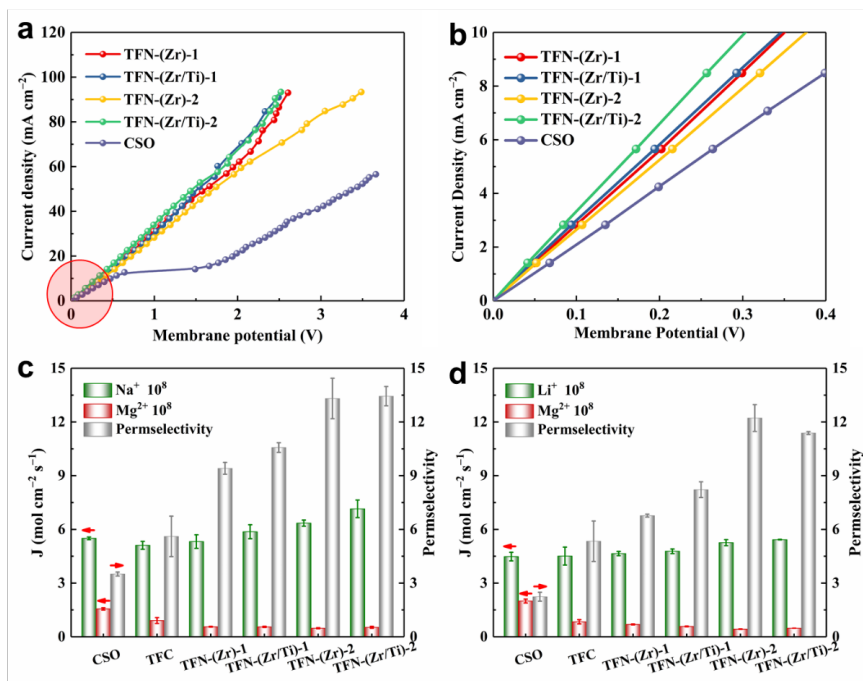 a
120
100
80
60
40
20
0
Current density (mA cm⁻²)
TFN-(Zr)-1
TFN-(Zr/Ti)-1
TFN-(Zr)-2
TFN-(Zr/Ti)-2
CSO
0 1 2 3 4
Membrane potential (V)
b
10
8
6
4
2
0
Current Density (mA cm⁻²)
TFN-(Zr)-1
TFN-(Zr/Ti)-1
TFN-(Zr)-2
TFN-(Zr/Ti)-2
CSO
0.0 0.1 0.2 0.3 0.4
Membrane Potential (V)
c
15
12
9
6
3
0
J (mol cm⁻² s⁻¹)
Na⁺ 10⁸
Mg²⁺ 10⁸
Permselectivity
15
12
9
6
3
0
Permselectivity
CSO TFC TFN-(Zr)-1 TFN-(Zr/Ti)-1 TFN-(Zr)-2 TFN-(Zr/Ti)-2
d
15
12
9
6
3
0
J (mol cm⁻² s⁻¹)
Li⁺ 10⁸
Mg²⁺ 10⁸
Permselectivity
15
12
9
6
3
0
Permselectivity
CSO TFC TFN-(Zr)-1 TFN-(Zr/Ti)-1 TFN-(Zr)-2 TFN-(Zr/Ti)-2